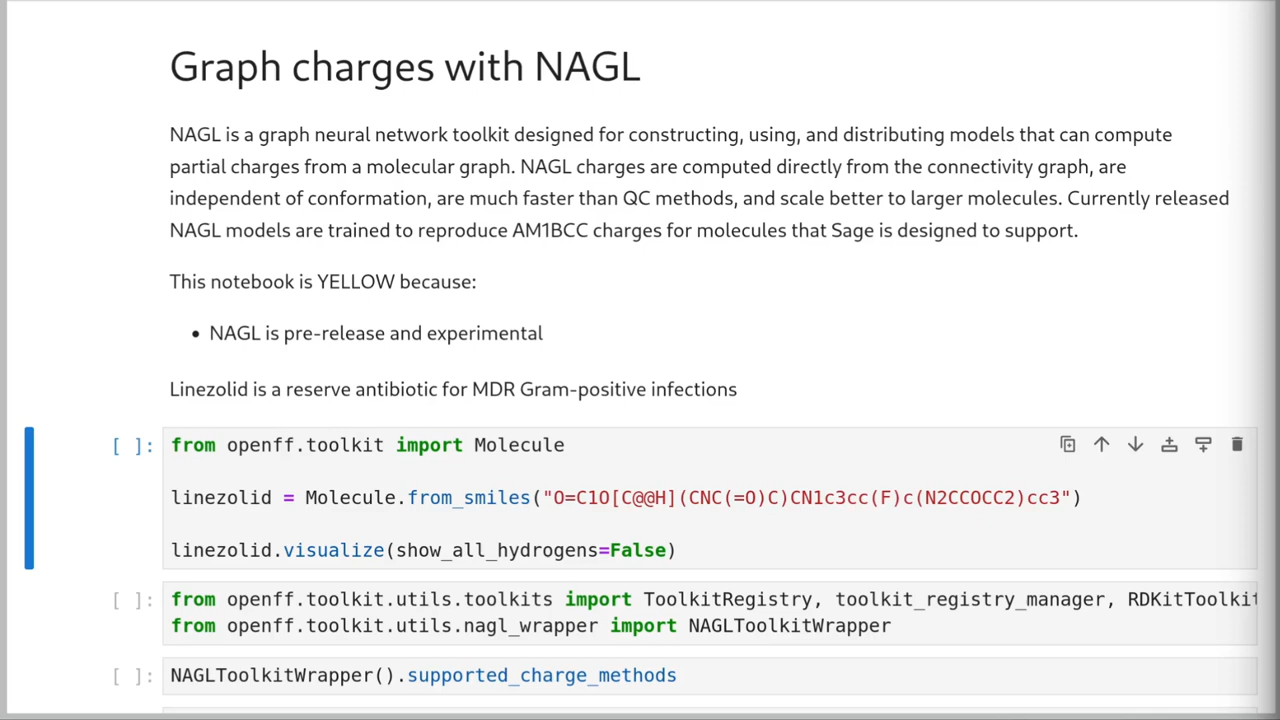 Graph charges with NAGL
NAGL is a graph neural network toolkit designed for constructing, using, and distributing models that can compute
partial charges from a molecular graph. NAGL charges are computed directly from the connectivity graph, are
independent of conformation, are much faster than QC methods, and scale better to larger molecules. Currently released
NAGL models are trained to reproduce AM1BCC charges for molecules that Sage is designed to support.
This notebook is YELLOW because:
• NAGL is pre-release and experimental
Linezolid is a reserve antibiotic for MDR Gram-positive infections
[ ]: from openff.toolkit import Molecule
linezolid = Molecule.from_smiles("O=C1O[C@@H](CNC(=O)C)CN1c3cc(F)c(N2CCOCC2)cc3")
linezolid.visualize(show_all_hydrogens=False)
[ ]: from openff.toolkit.utils.toolkits import ToolkitRegistry, toolkit_registry_manager, RDKitToolkit
from openff.toolkit.utils.nagl_wrapper import NAGLToolkitWrapper
[ ]: NAGLToolkitWrapper().supported_charge_methods